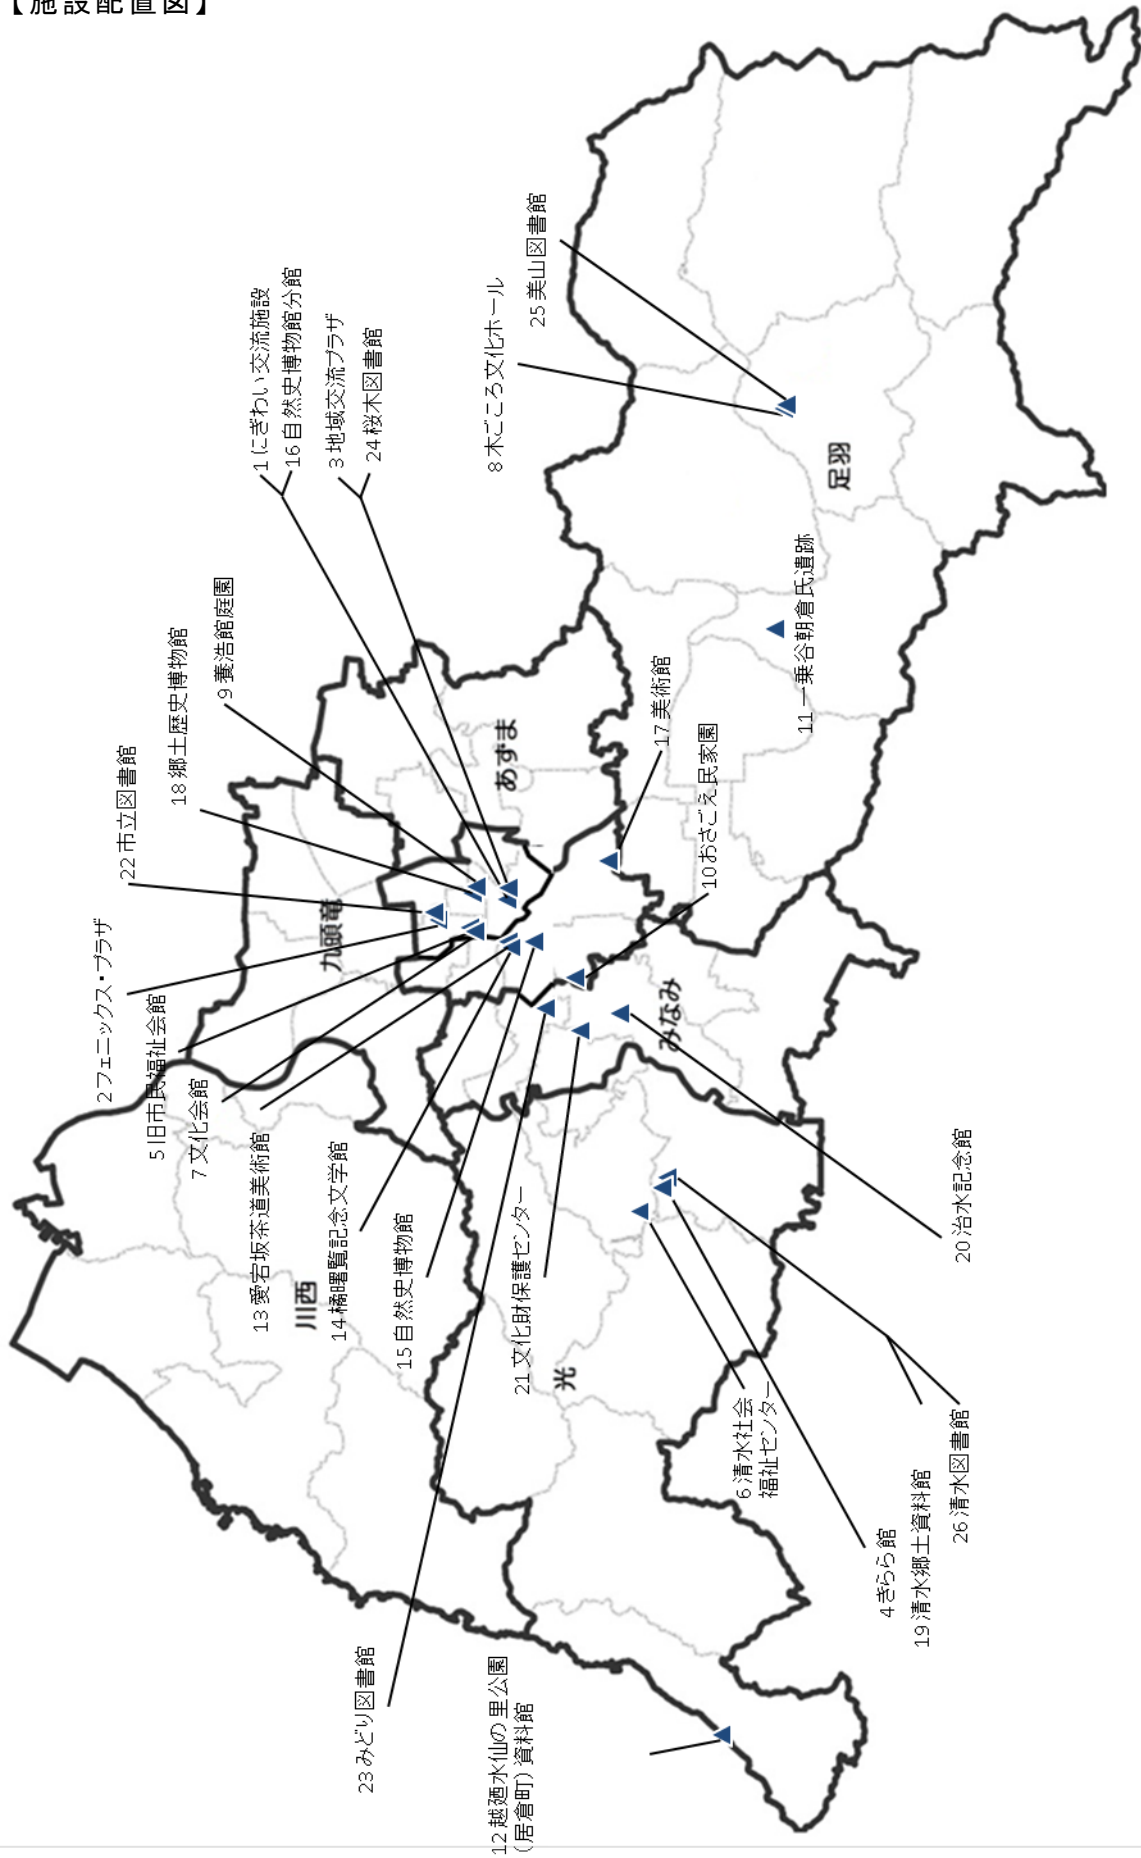 【施設配置図】
1 にぎわい交流施設
16 自然史博物館分館
3 地域交流プラザ
24 桜木図書館
25 美山図書館
8 木ごころ文化ホール
9 養浩館庭園
18 郷土歴史博物館
22 市立図書館
2 フェニックス・プラザ
5 旧市民福祉会館
7 文化会館
13 愛宕坂茶道美術館
14 橘曙覧記念文学館
15 自然史博物館
21 文化財保護センター
23 みどり図書館
12 越廼水仙の里公園
（居倉町）資料館
6 清水社会
福祉センター
4 きらら館
19 清水郷土資料館
26 清水図書館
20 治水記念館
10 おさごえ民家園
17 美術館
11 一乗谷朝倉氏遺跡
九頭竜
あずま
足羽
みなみ
川西
光